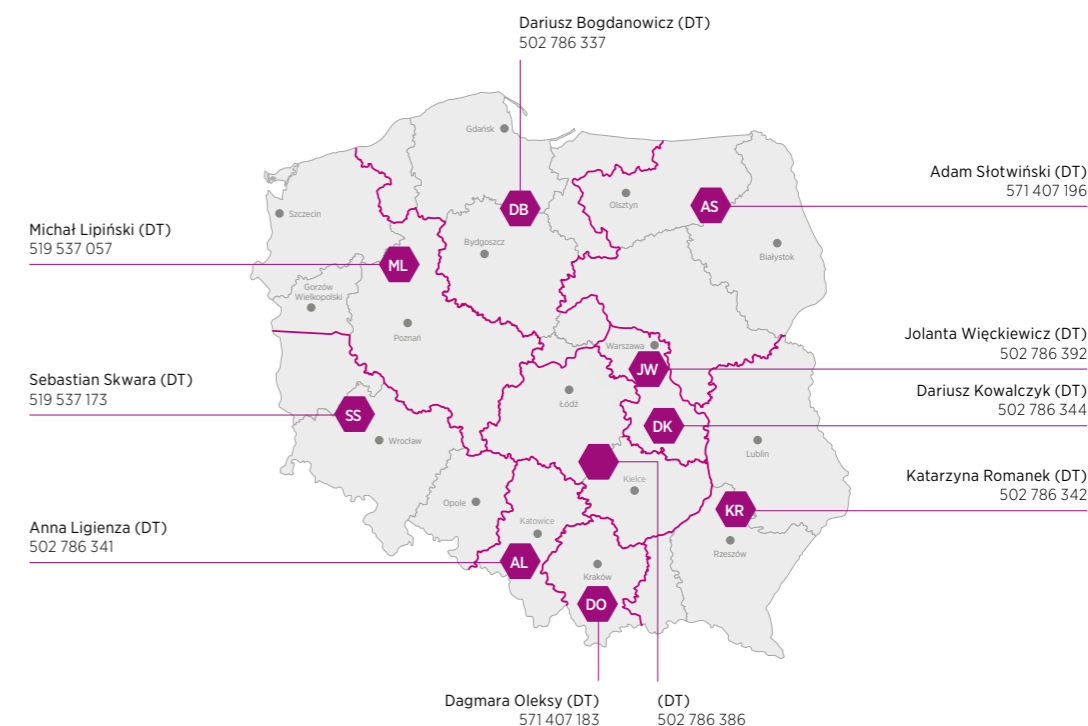 Dariusz Bogdanowicz (DT)
502 786 337
Gdańsk
Adam Słotwiński (DT)
571 407 196
Olsztyn
AS
DB
Szczecin
Michał Lipiński (DT)
519 537 057
Bydgoszcz
Białystok
ML
Gorzów
Wielkopolski
Poznań
Jolanta Więckiewicz (DT)
502 786 392
Warszawa
JW
Sebastian Skwara (DT)
519 537 173
Łódź
Dariusz Kowalczyk (DT)
502 786 344
SS
DK
Wrocław
Lublin
Kielce
Katarzyna Romanek (DT)
502 786 342
Opole
KR
Anna Ligienza (DT)
502 786 341
Katowice
Rzeszów
AL
Kraków
DO
Dagmara Oleksy (DT)
571 407 183
(DT)
502 786 386